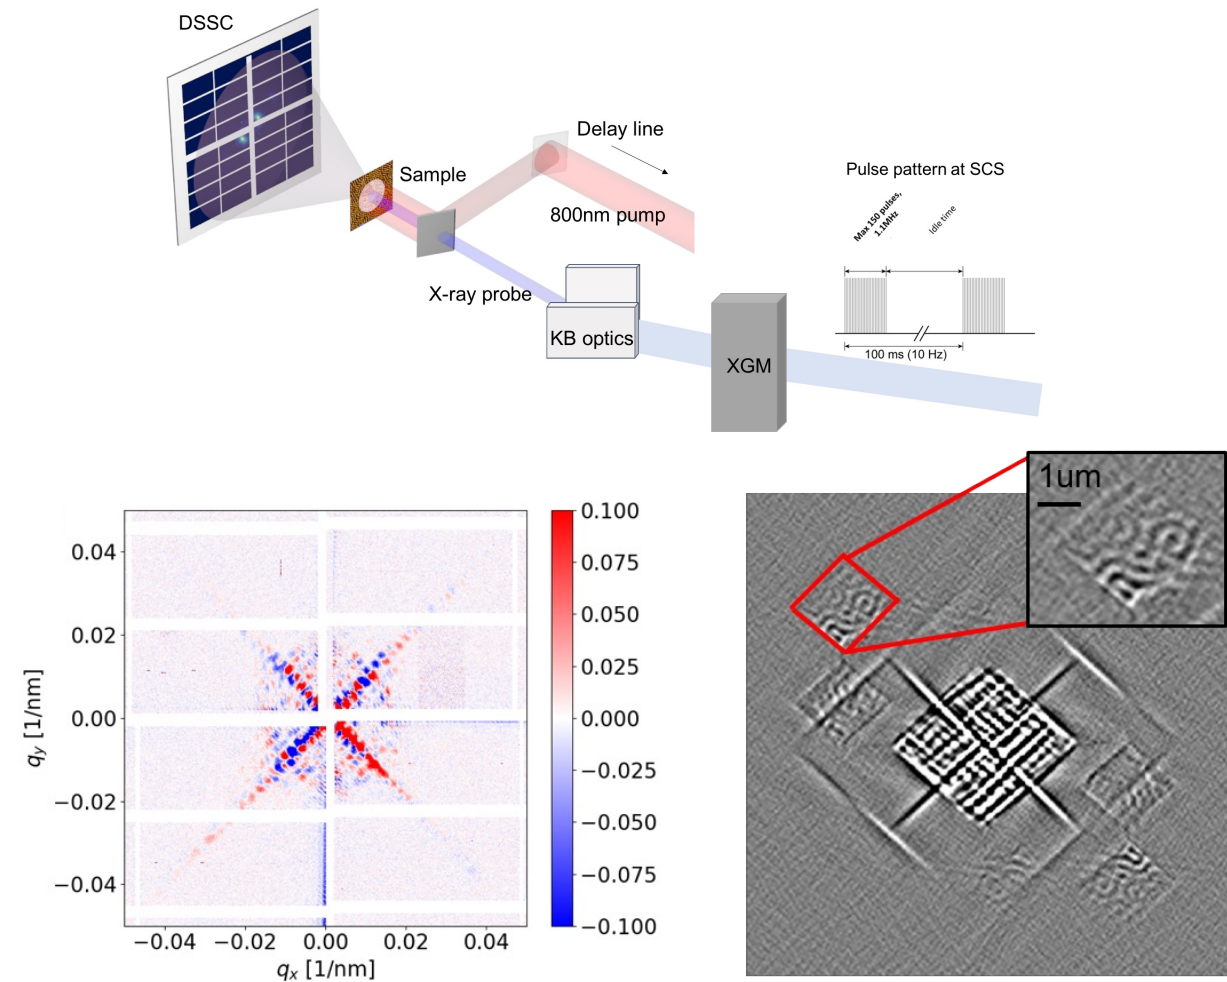 DSSC
Delay line
Sample
800nm pump
X-ray probe
KB optics
XGM
Pulse pattern at SCS
Max 150 pulses,
1.1MHz
Idle time
100 ms (10 Hz)
0.04
0.02
0.00
−0.02
−0.04
qy [1/nm]
−0.04 −0.02 0.00 0.02 0.04
qx [1/nm]
0.100
0.075
0.050
0.025
0.000
−0.025
−0.050
−0.075
−0.100
1um